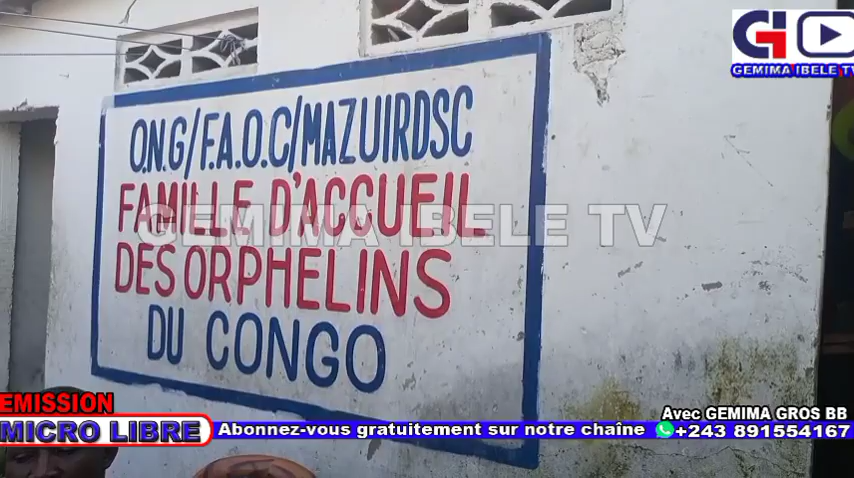 GI
GEMIMA IBELE TV
O.N.G/F.A.O.C/MAZUIRDSC
FAMILLE D'ACCUEIL
GEMIMA IBELE TV
DES ORPHELINS
DU CONGO
EMISSION
MICRO LIBRE
Avec GEMIMA GROS BB
Abonnez-vous gratuitement sur notre chaîne +243 891554167